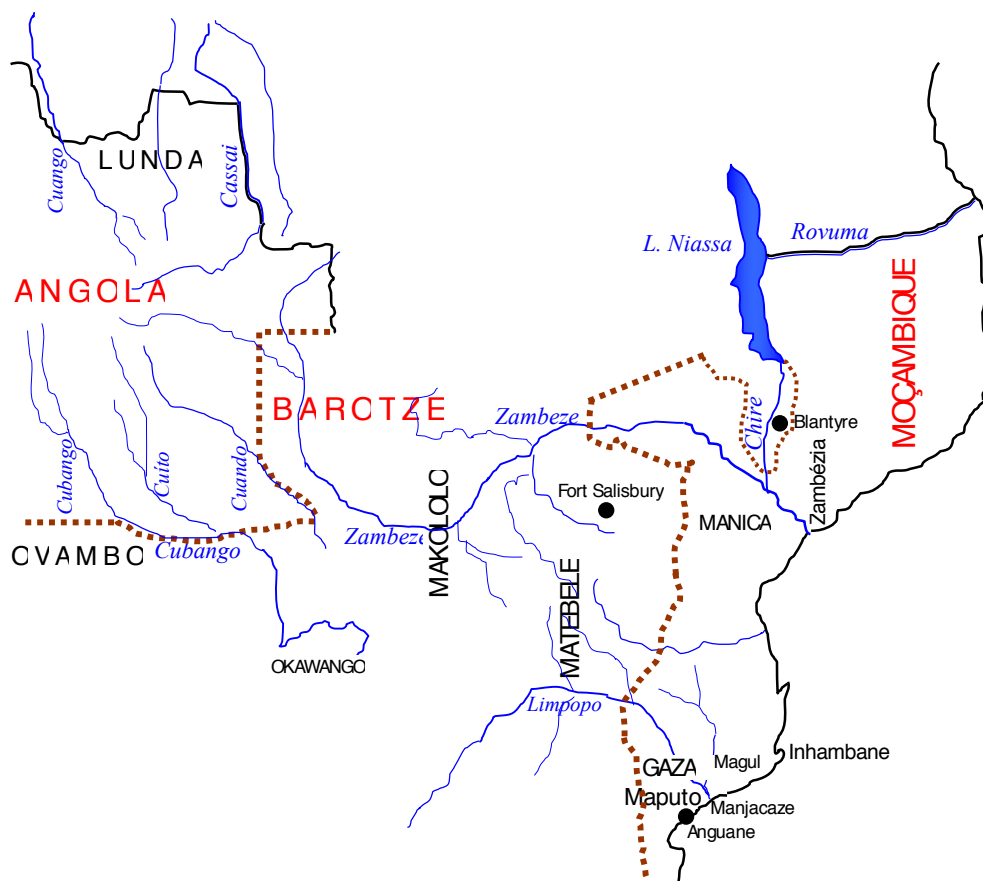 LUNDA
Cuango
Cassai
L. Niassa
Rovuma
ANGOLA
MOÇAMBIQUE
BAROTZE
Zambeze
Chire
Blantyre
Cubango
Cuito
Cuando
Fort Salisbury
Zambézia
MANICA
OVAMBO
Cubango
Zambeze
MAKOLOLO
MATEBELE
OKAWANGO
Limpopo
GAZA
Magul
Inhambane
Maputo
Manjacaze
Anguane